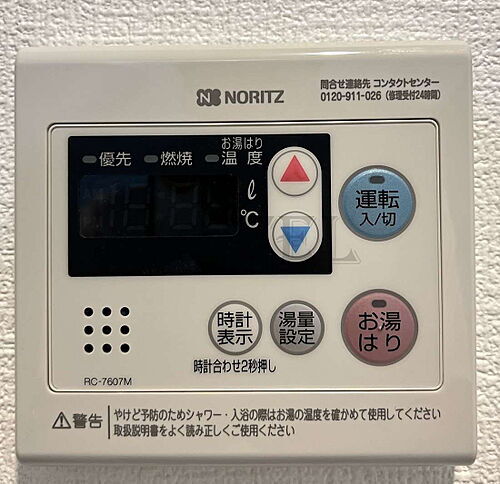 NORITZ
問合せ連絡先 コンタクトセンター
0120-911-026 (修理受付24時間)
お湯はり
優先 燃焼 温度
ℓ
℃
運転
入/切
時計
表示
湯量
設定
お湯
はり
時計合わせ2秒押し
RC-7607M
警告
やけど予防のためシャワー・入浴の際はお湯の温度を確かめて使用してください
取扱説明書をよく読み正しくご使用ください